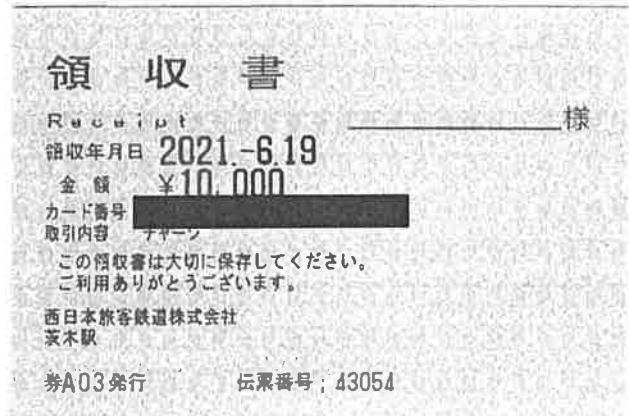 領収書
Receipt
様
領収年月日 2021.-6.19
金額 ¥10,000
カード番号
取引内容 チャージ
この領収書は大切に保存してください。
ご利用ありがとうございます。
西日本旅客鉄道株式会社
茨木駅
券A03発行 伝票番号;43054